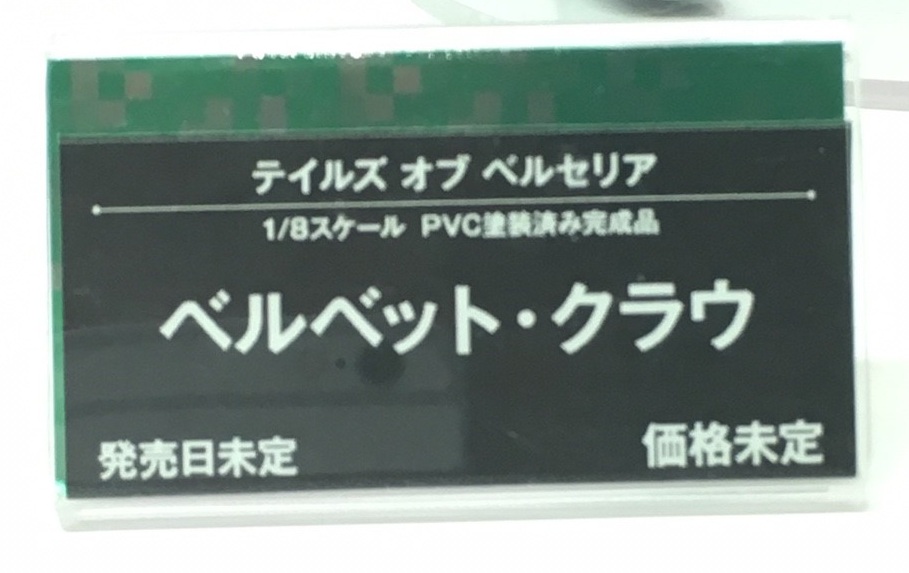 テイルズ オブ ベルセリア
1/8スケール PVC塗装済み完成品
ベルベット・クラウ
発売日未定
価格未定